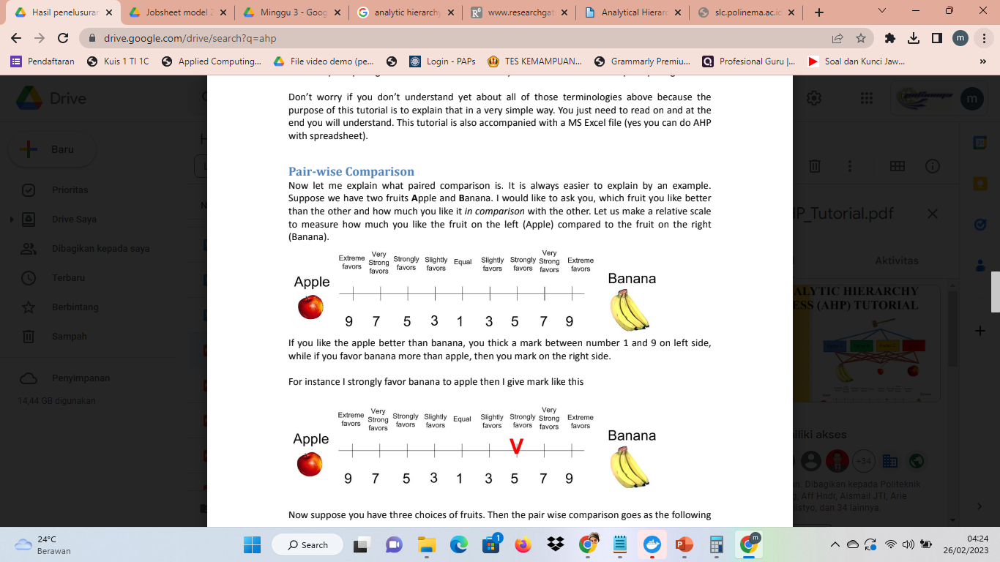 Hasil penelusuran
Jobsheet model 2
Minggu 3 - Goog
analytic hierarchy
www.researchgat
Analytical Hierarc
slc.polinema.ac.id
drive.google.com/drive/search?q=ahp
m
Pendaftaran
Kuis 1 TI 1C
Applied Computing...
File video demo (pe...
Login - PAPs
TES KEMAMPUAN...
Grammarly Premiu...
Profesional Guru |...
Soal dan Kunci Jaw...
Drive
m
Baru
Prioritas
Drive Saya
Dibagikan kepada saya
Terbaru
Berbintang
Sampah
Penyimpanan
14,44 GB digunakan
Don't worry if you don't understand yet about all of those terminologies above because the
purpose of this tutorial is to explain that in a very simple way. You just need to read on and at the
end you will understand. This tutorial is also accompanied with a MS Excel file (yes you can do AHP
with spreadsheet).
Pair-wise Comparison
Now let me explain what paired comparison is. It is always easier to explain by an example.
Suppose we have two fruits Apple and Banana. I would like to ask you, which fruit you like better
than the other and how much you like it in comparison with the other. Let us make a relative scale
to measure how much you like the fruit on the left (Apple) compared to the fruit on the right
(Banana).
Extreme favors Very Strong favors Strongly favors Slightly favors Equal Slightly favors Strongly favors Very Strong favors Extreme favors
Apple Banana
9 7 5 3 1 3 5 7 9
If you like the apple better than banana, you thick a mark between number 1 and 9 on left side,
while if you favor banana more than apple, then you mark on the right side.
For instance I strongly favor banana to apple then I give mark like this
Extreme favors Very Strong favors Strongly favors Slightly favors Equal Slightly favors Strongly favors Very Strong favors Extreme favors
Apple V Banana
9 7 5 3 1 3 5 7 9
Now suppose you have three choices of fruits. Then the pair wise comparison goes as the following
HP_Tutorial.pdf
Aktivitas
ALYTIC HIERARCHY
ESS (AHP) TUTORIAL
iliki akses
+34
an. Dibagikan kepada Politeknik
g, Aff Hndr, Aismail JTI, Arie
istyo, dan 34 lainnya.
24°C
Berawan
Search
1
m
04:24
26/02/2023